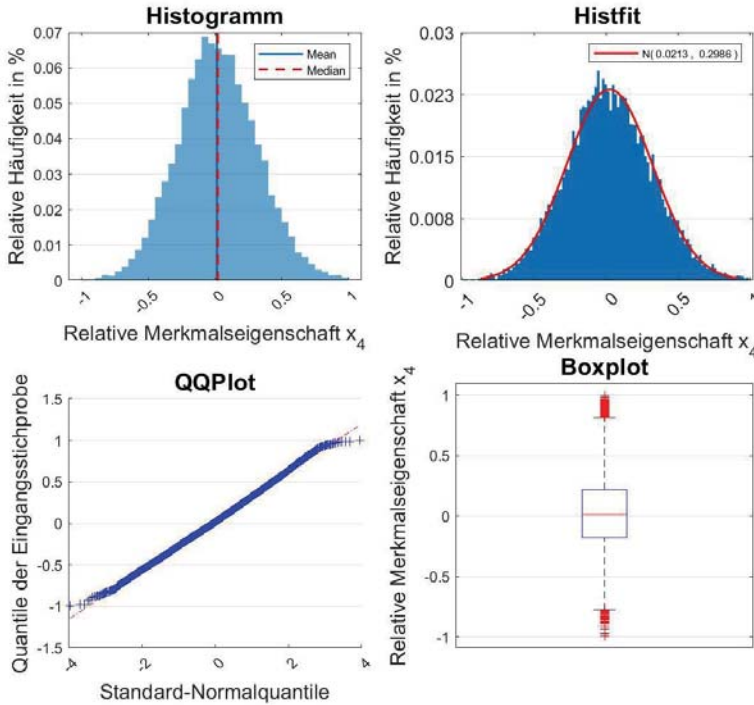 Histogramm
Relative Häufigkeit in %
0.07
0.06
0.05
0.04
0.03
0.02
0.01
0
Mean
Median
-1
-0.5
0
0.5
1
Relative Merkmalseigenschaft x4
Histfit
Relative Häufigkeit in %
0.03
0.023
0.015
0.008
0
N( 0.0213 , 0.2986 )
-1
-0.5
0
0.5
1
Relative Merkmalseigenschaft x4
QQPlot
Quantile der Eingangsstichprobe
1.5
1
0.5
0
-0.5
-1
-1.5
-4
-2
0
2
4
Standard-Normalquantile
Boxplot
Relative Merkmalseigenschaft x4
1
0.5
0
-0.5
-1